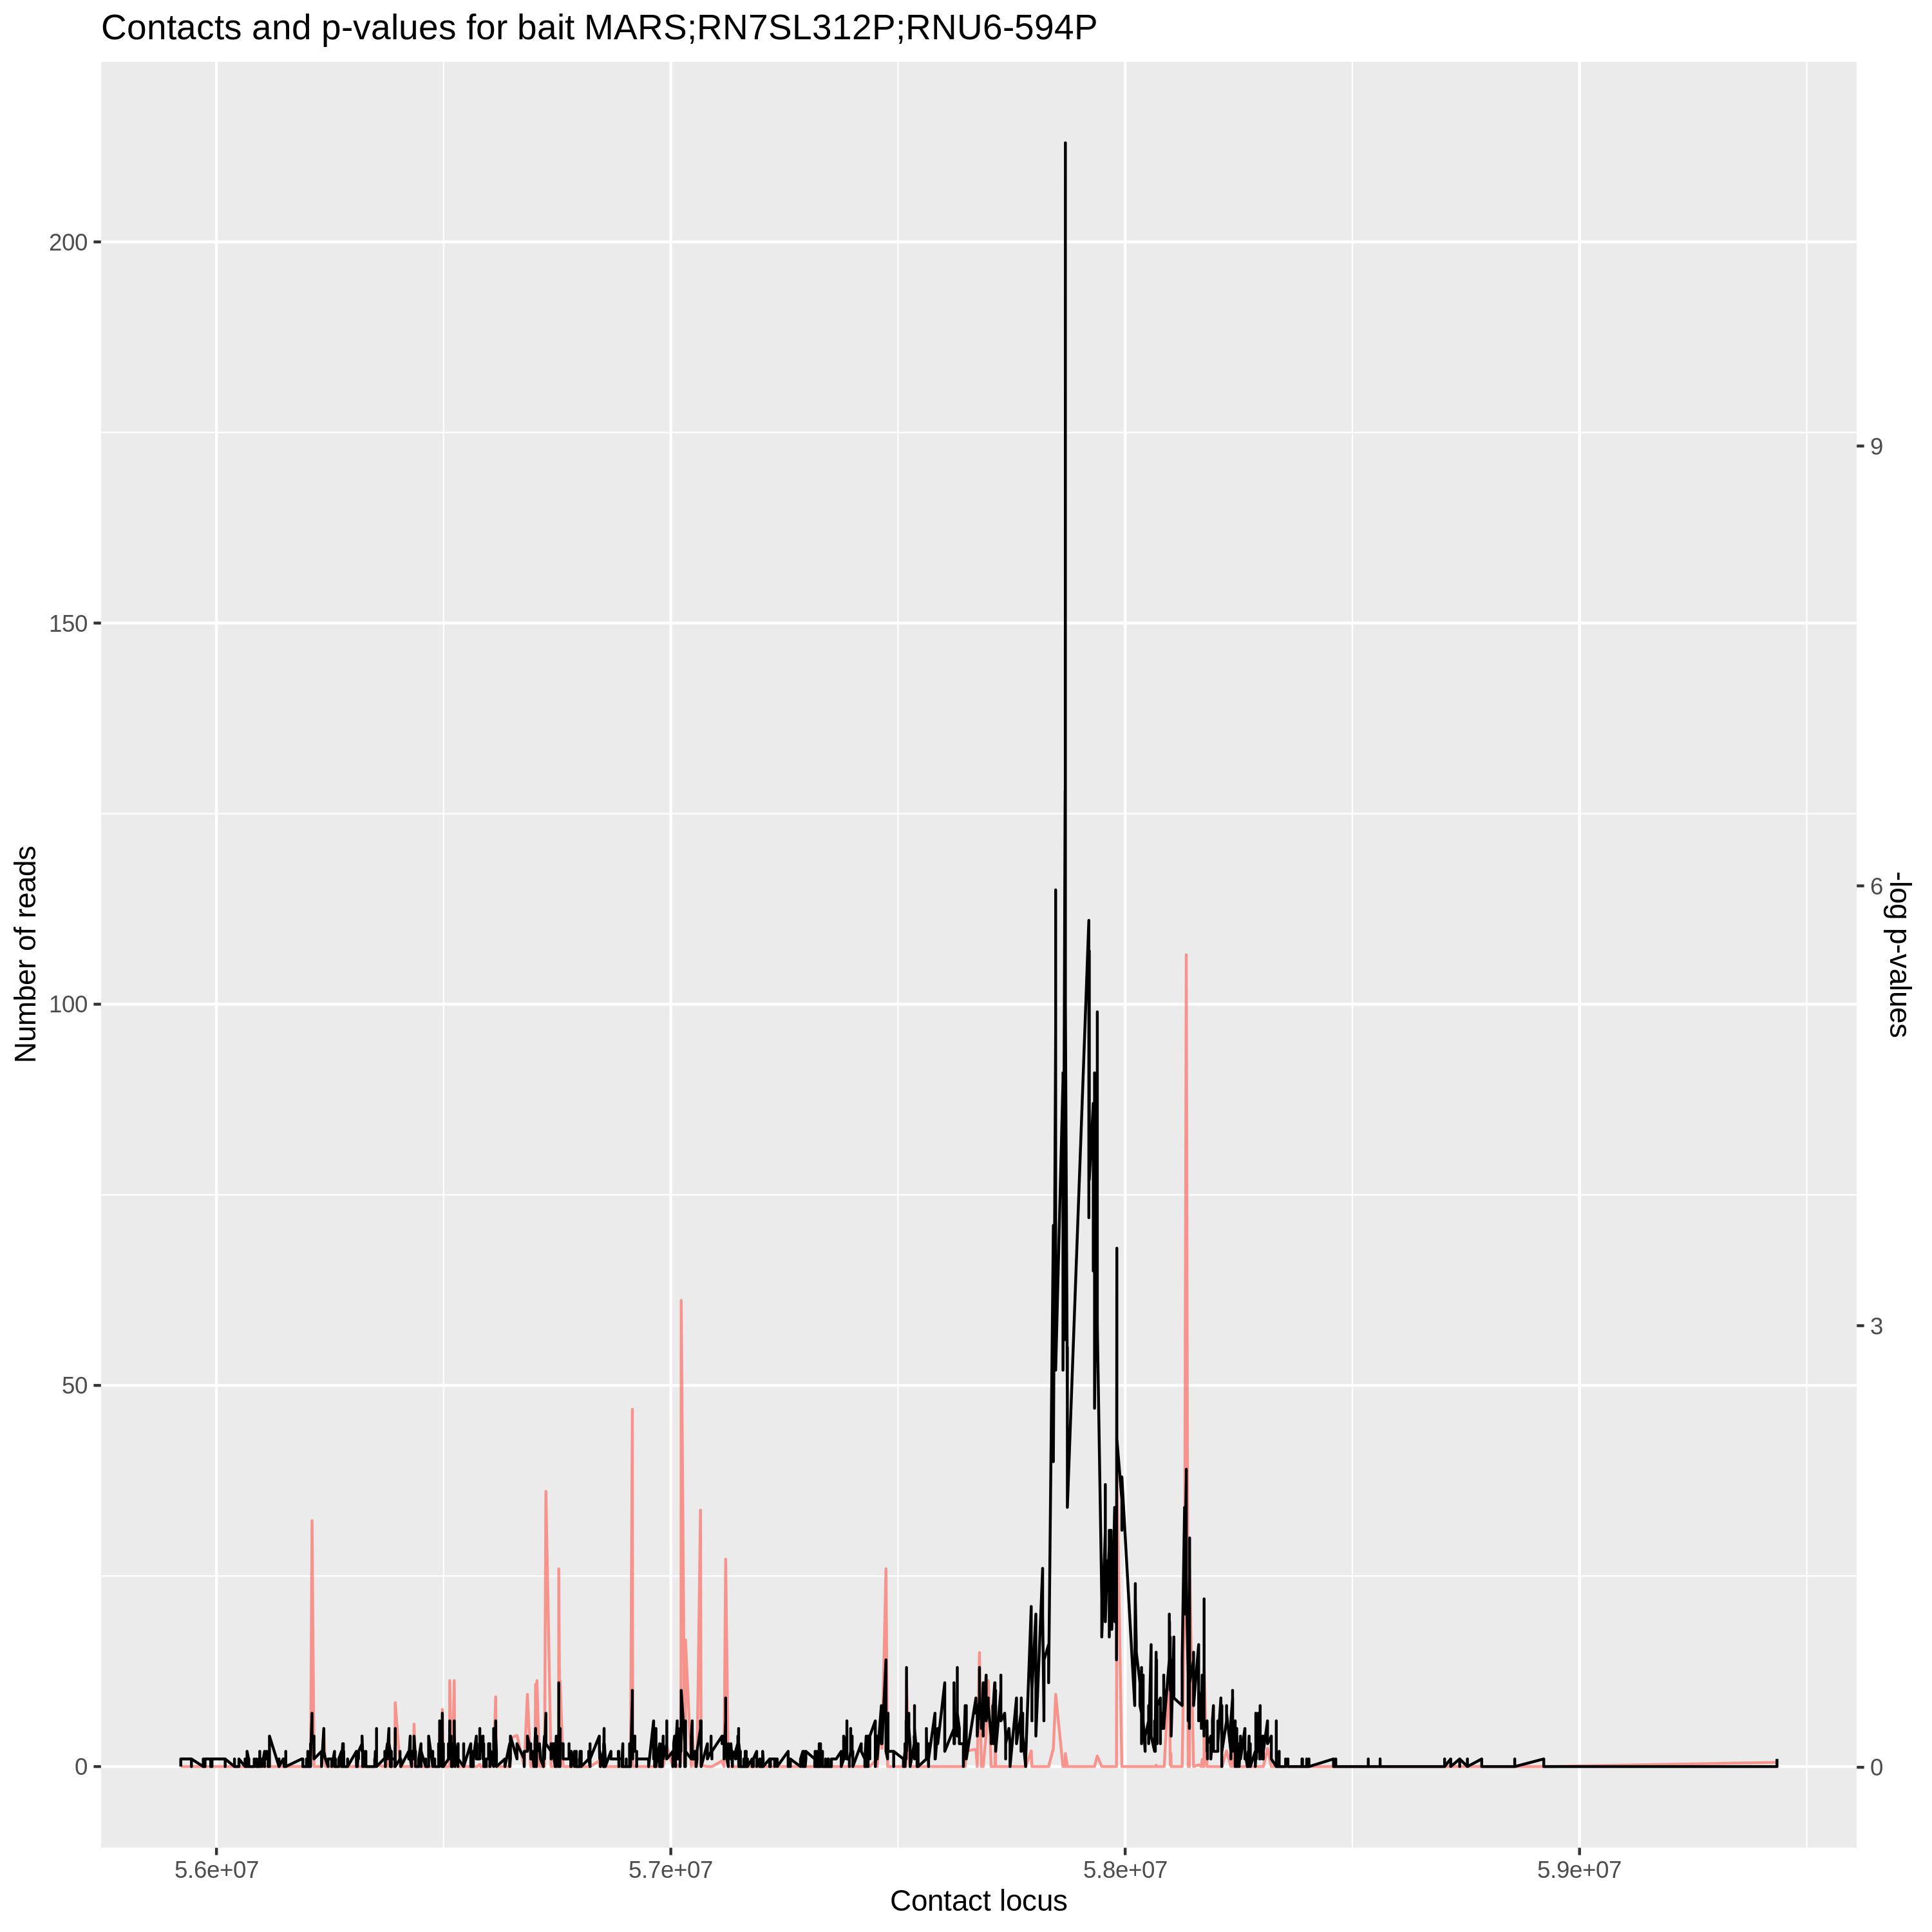 Contacts and p-values for bait MARS;RN7SL312P;RNU6-594P
200
150
100
50
0
Number of reads
9
6
3
0
-log p-values
5.6e+07
5.7e+07
5.8e+07
5.9e+07
Contact locus